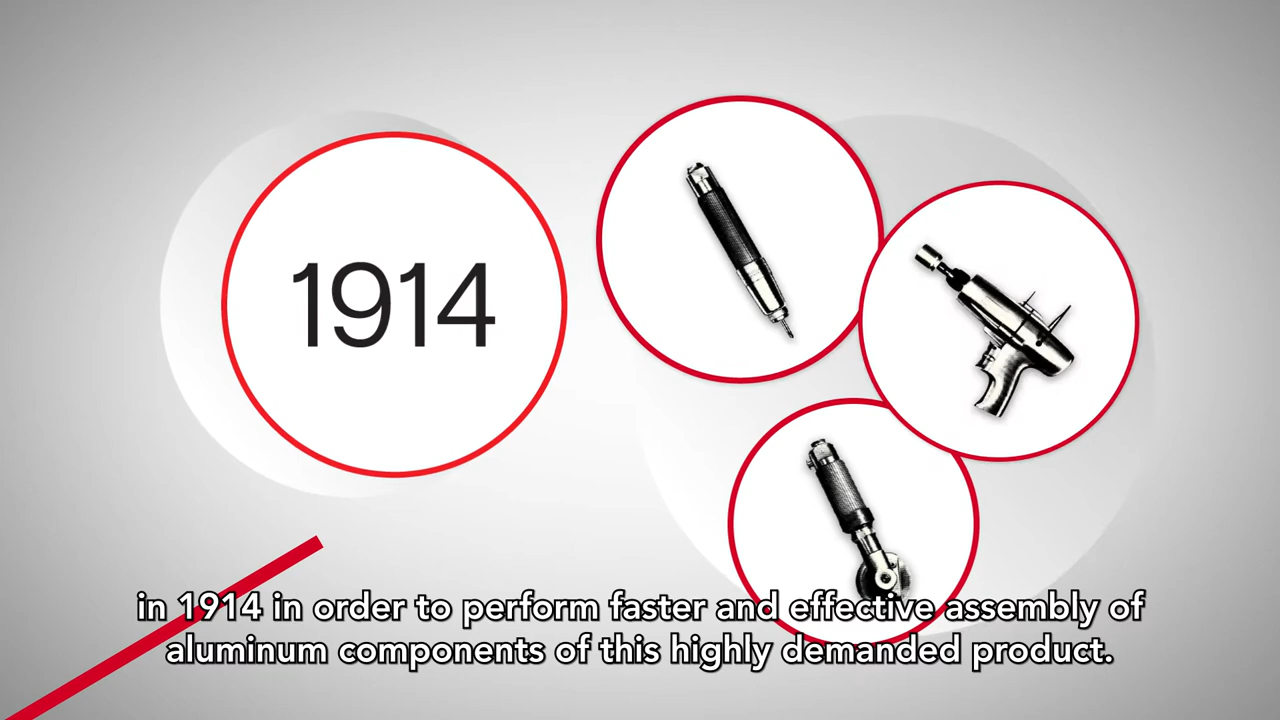 1914
in 1914 in order to perform faster and effective assembly of
aluminum components of this highly demanded product.